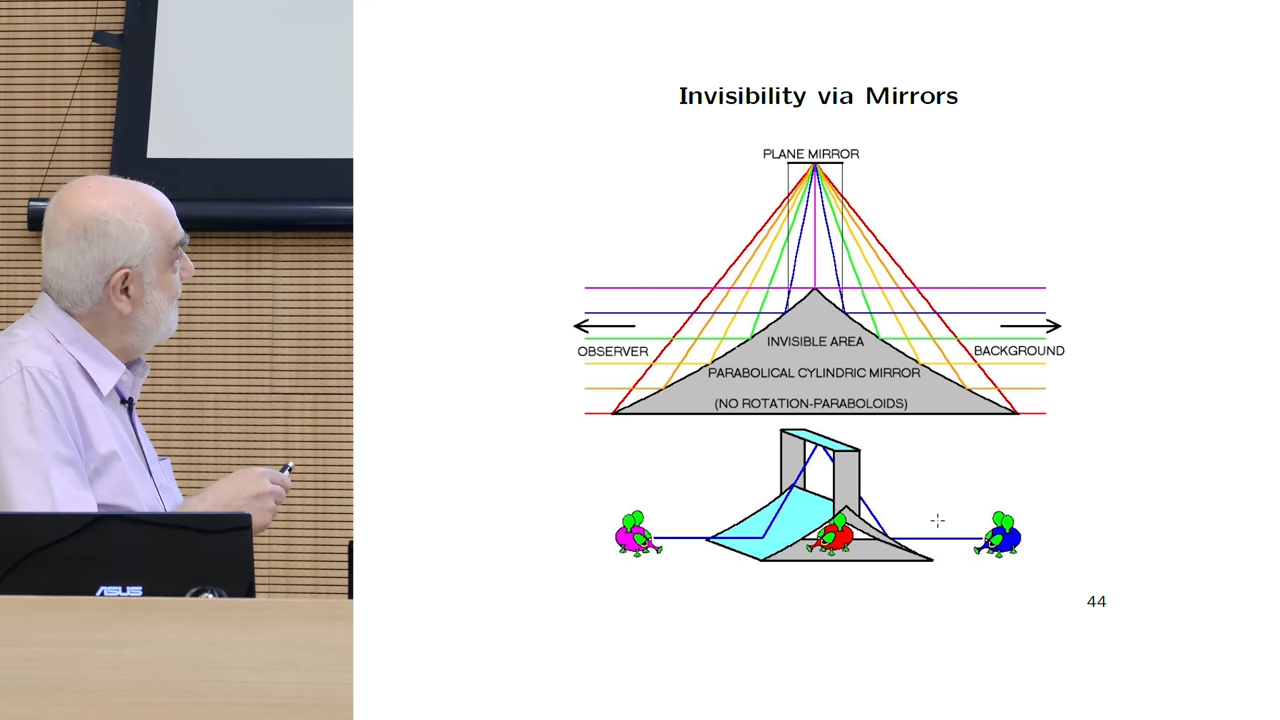 Invisibility via Mirrors
PLANE MIRROR
INVISIBLE AREA
OBSERVER
BACKGROUND
PARABOLICAL CYLINDRIC MIRROR
(NO ROTATION-PARABOLOIDS)
ASUS
44